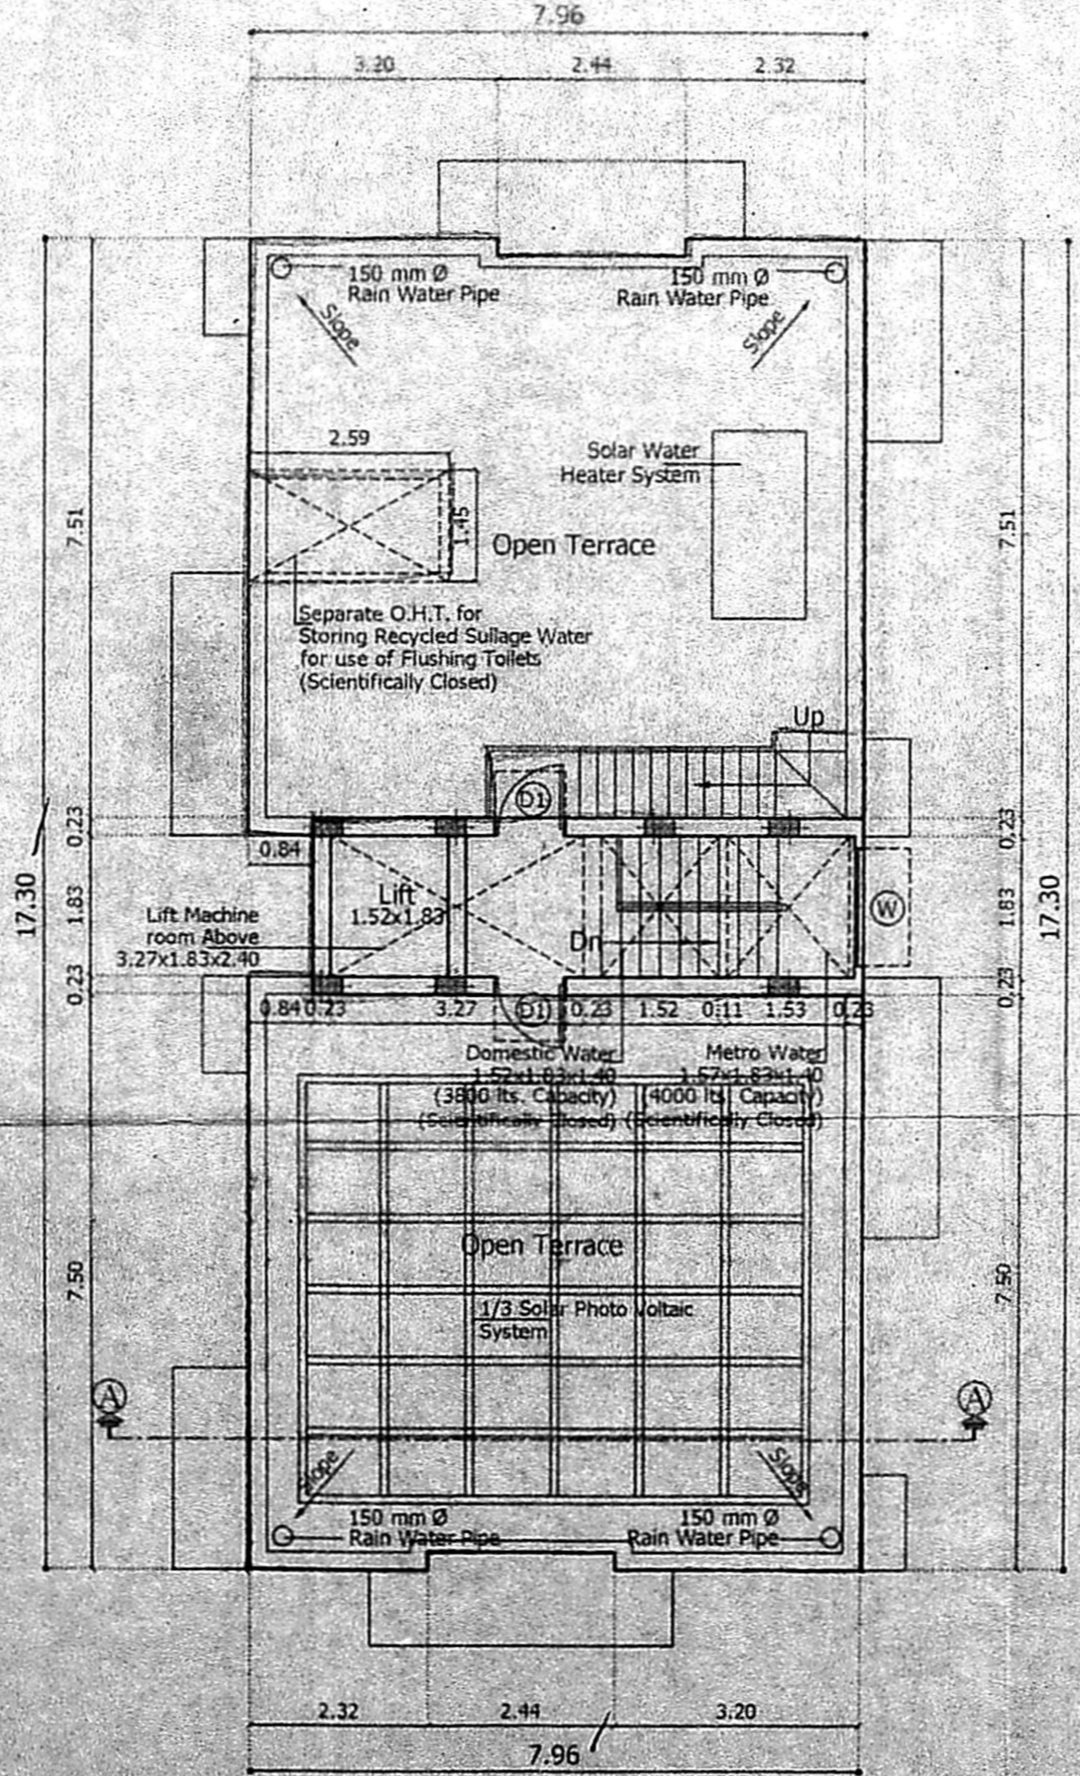 7.96
3.20 2.44 2.32
150 mm Ø
Rain Water Pipe
150 mm Ø
Rain Water Pipe
Slope
Slope
2.59
1.45
Solar Water
Heater System
Open Terrace
7.51
7.51
Separate O.H.T. for
Storing Recycled Sullage Water
for use of Flushing Toilets
(Scientifically Closed)
Up
D1
0.23
0.23
0.84
17.30
1.83
Lift
1.52x1.83
Lift Machine
room Above
3.27x1.83x2.40
Dn
W
1.83
17.30
0.23
0.23
0.84 0.23 3.27 D1 0.23 1.52 0.11 1.53 0.23
Domestic Water
1.52x1.83x1.40
(3800 lts. Capacity)
(Scientifically Closed)
Metro Water
1.57x1.83x1.40
(4000 lts. Capacity)
(Scientifically Closed)
Open Terrace
7.50
7.50
1/3 Solar Photo Voltaic
System
A
A
Slope
Slope
150 mm Ø
Rain Water Pipe
150 mm Ø
Rain Water Pipe
2.32 2.44 3.20
7.96